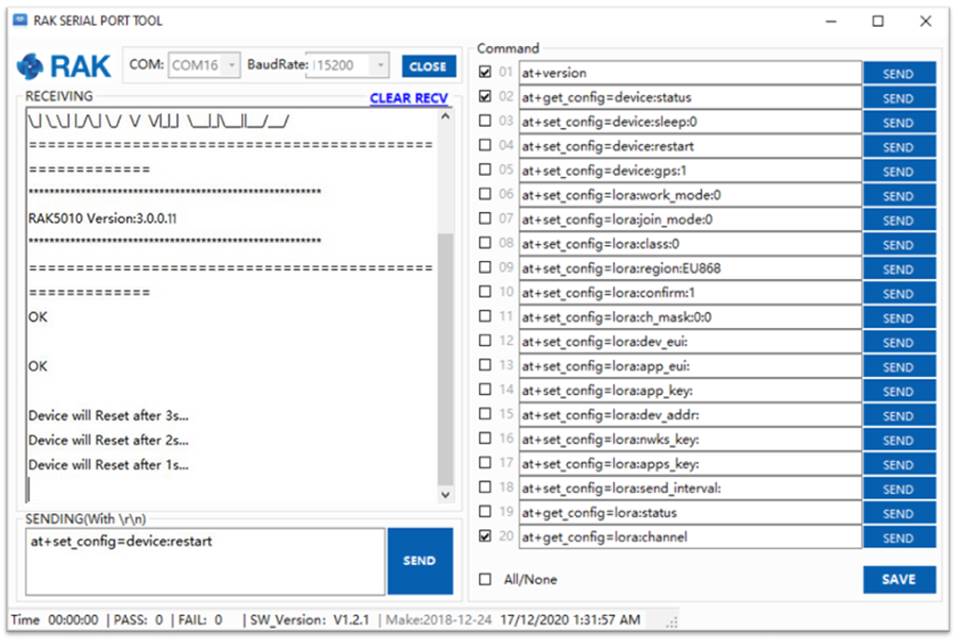 RAK SERIAL PORT TOOL
RAK
COM: COM16 BaudRate: 115200 CLOSE
RECEIVING CLEAR RECV
==========================================
=============
********************************************************
RAK5010 Version:3.0.0.11
********************************************************
==========================================
=============
OK
OK
Device will Reset after 3s...
Device will Reset after 2s...
Device will Reset after 1s...
SENDING(With \r\n)
at+set_config=device:restart
SEND
Command
01 at+version SEND
02 at+get_config=device:status SEND
03 at+set_config=device:sleep:0 SEND
04 at+set_config=device:restart SEND
05 at+set_config=device:gps:1 SEND
06 at+set_config=lora:work_mode:0 SEND
07 at+set_config=lora:join_mode:0 SEND
08 at+set_config=lora:class:0 SEND
09 at+set_config=lora:region:EU868 SEND
10 at+set_config=lora:confirm:1 SEND
11 at+set_config=lora:ch_mask:0:0 SEND
12 at+set_config=lora:dev_eui: SEND
13 at+set_config=lora:app_eui: SEND
14 at+set_config=lora:app_key: SEND
15 at+set_config=lora:dev_addr: SEND
16 at+set_config=lora:nwks_key: SEND
17 at+set_config=lora:apps_key: SEND
18 at+set_config=lora:send_interval: SEND
19 at+get_config=lora:status SEND
20 at+get_config=lora:channel SEND
All/None SAVE
Time 00:00:00 | PASS: 0 | FAIL: 0 | SW_Version: V1.2.1 | Make:2018-12-24 17/12/2020 1:31:57 AM